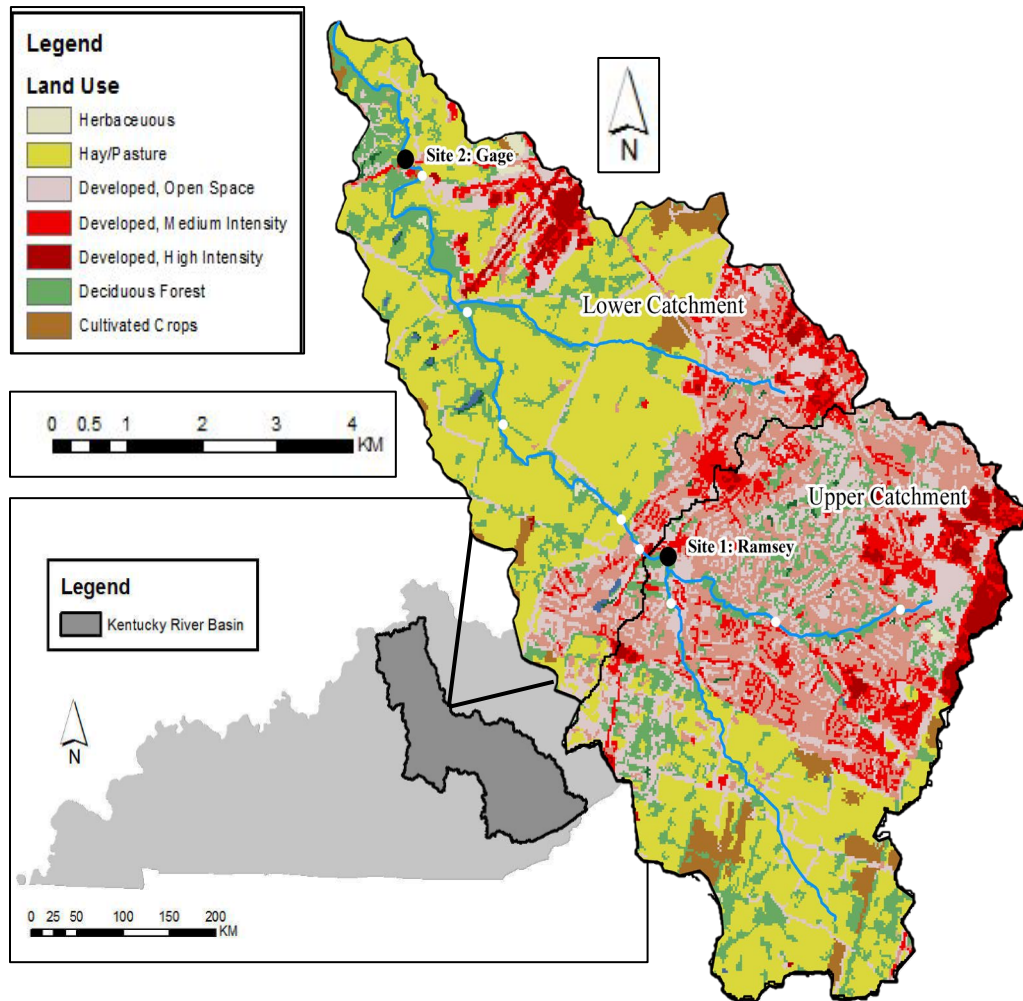 Legend
Land Use
Herbaceuous
Hay/Pasture
Developed, Open Space
Developed, Medium Intensity
Developed, High Intensity
Deciduous Forest
Cultivated Crops
N
Site 2: Gage
Lower Catchment
Upper Catchment
Site 1: Ramsey
0 0.5 1 2 3 4
KM
Legend
Kentucky River Basin
N
0 25 50 100 150 200
KM